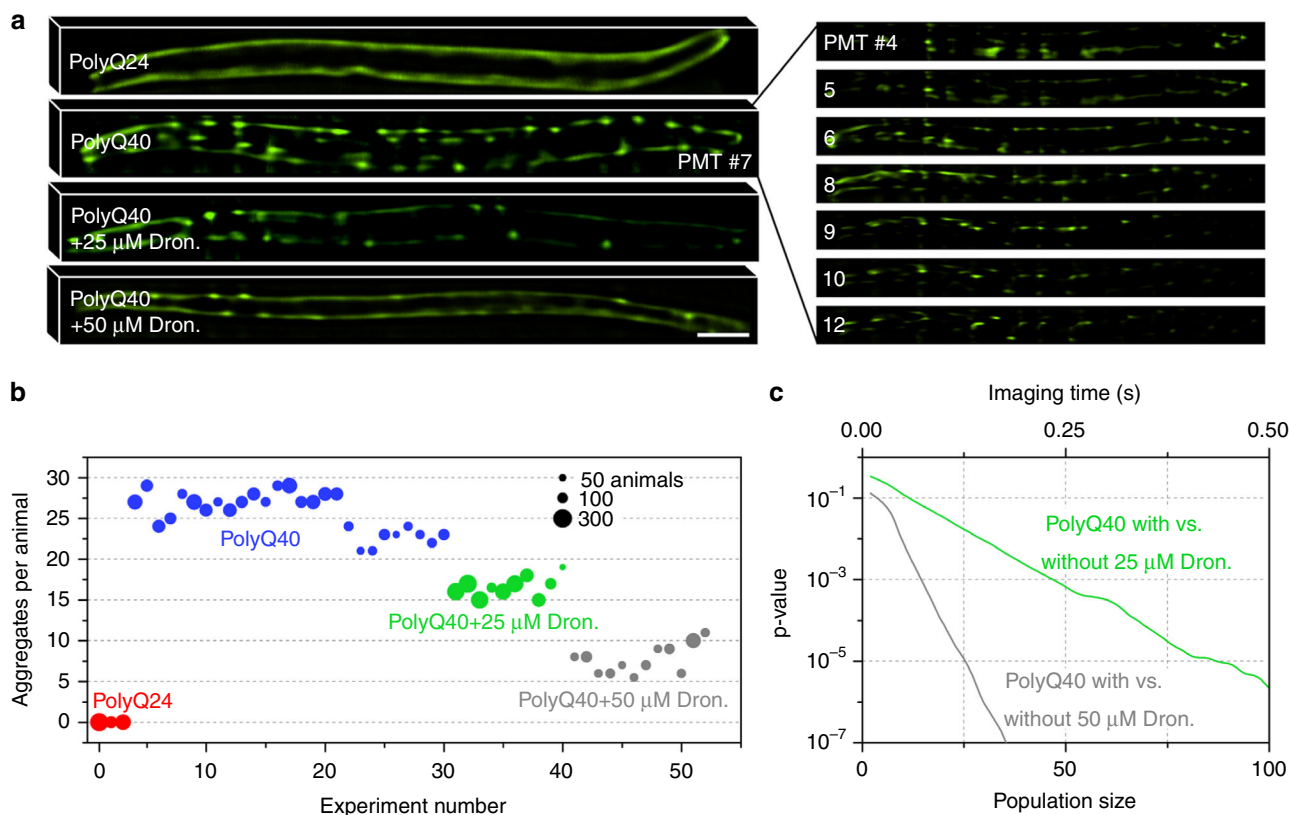 a
PolyQ24
PolyQ40
PMT #7
PolyQ40
+25 μM Dron.
PolyQ40
+50 μM Dron.
PMT #4
5
6
8
9
10
12
b
Aggregates per animal
30
25
20
15
10
5
0
50 animals
100
300
PolyQ40
PolyQ40+25 μM Dron.
PolyQ24
PolyQ40+50 μM Dron.
0 10 20 30 40 50
Experiment number
c
Imaging time (s)
0.00 0.25 0.50
p-value
10⁻¹
10⁻³
10⁻⁵
10⁻⁷
PolyQ40 with vs.
without 25 μM Dron.
PolyQ40 with vs.
without 50 μM Dron.
0 50 100
Population size